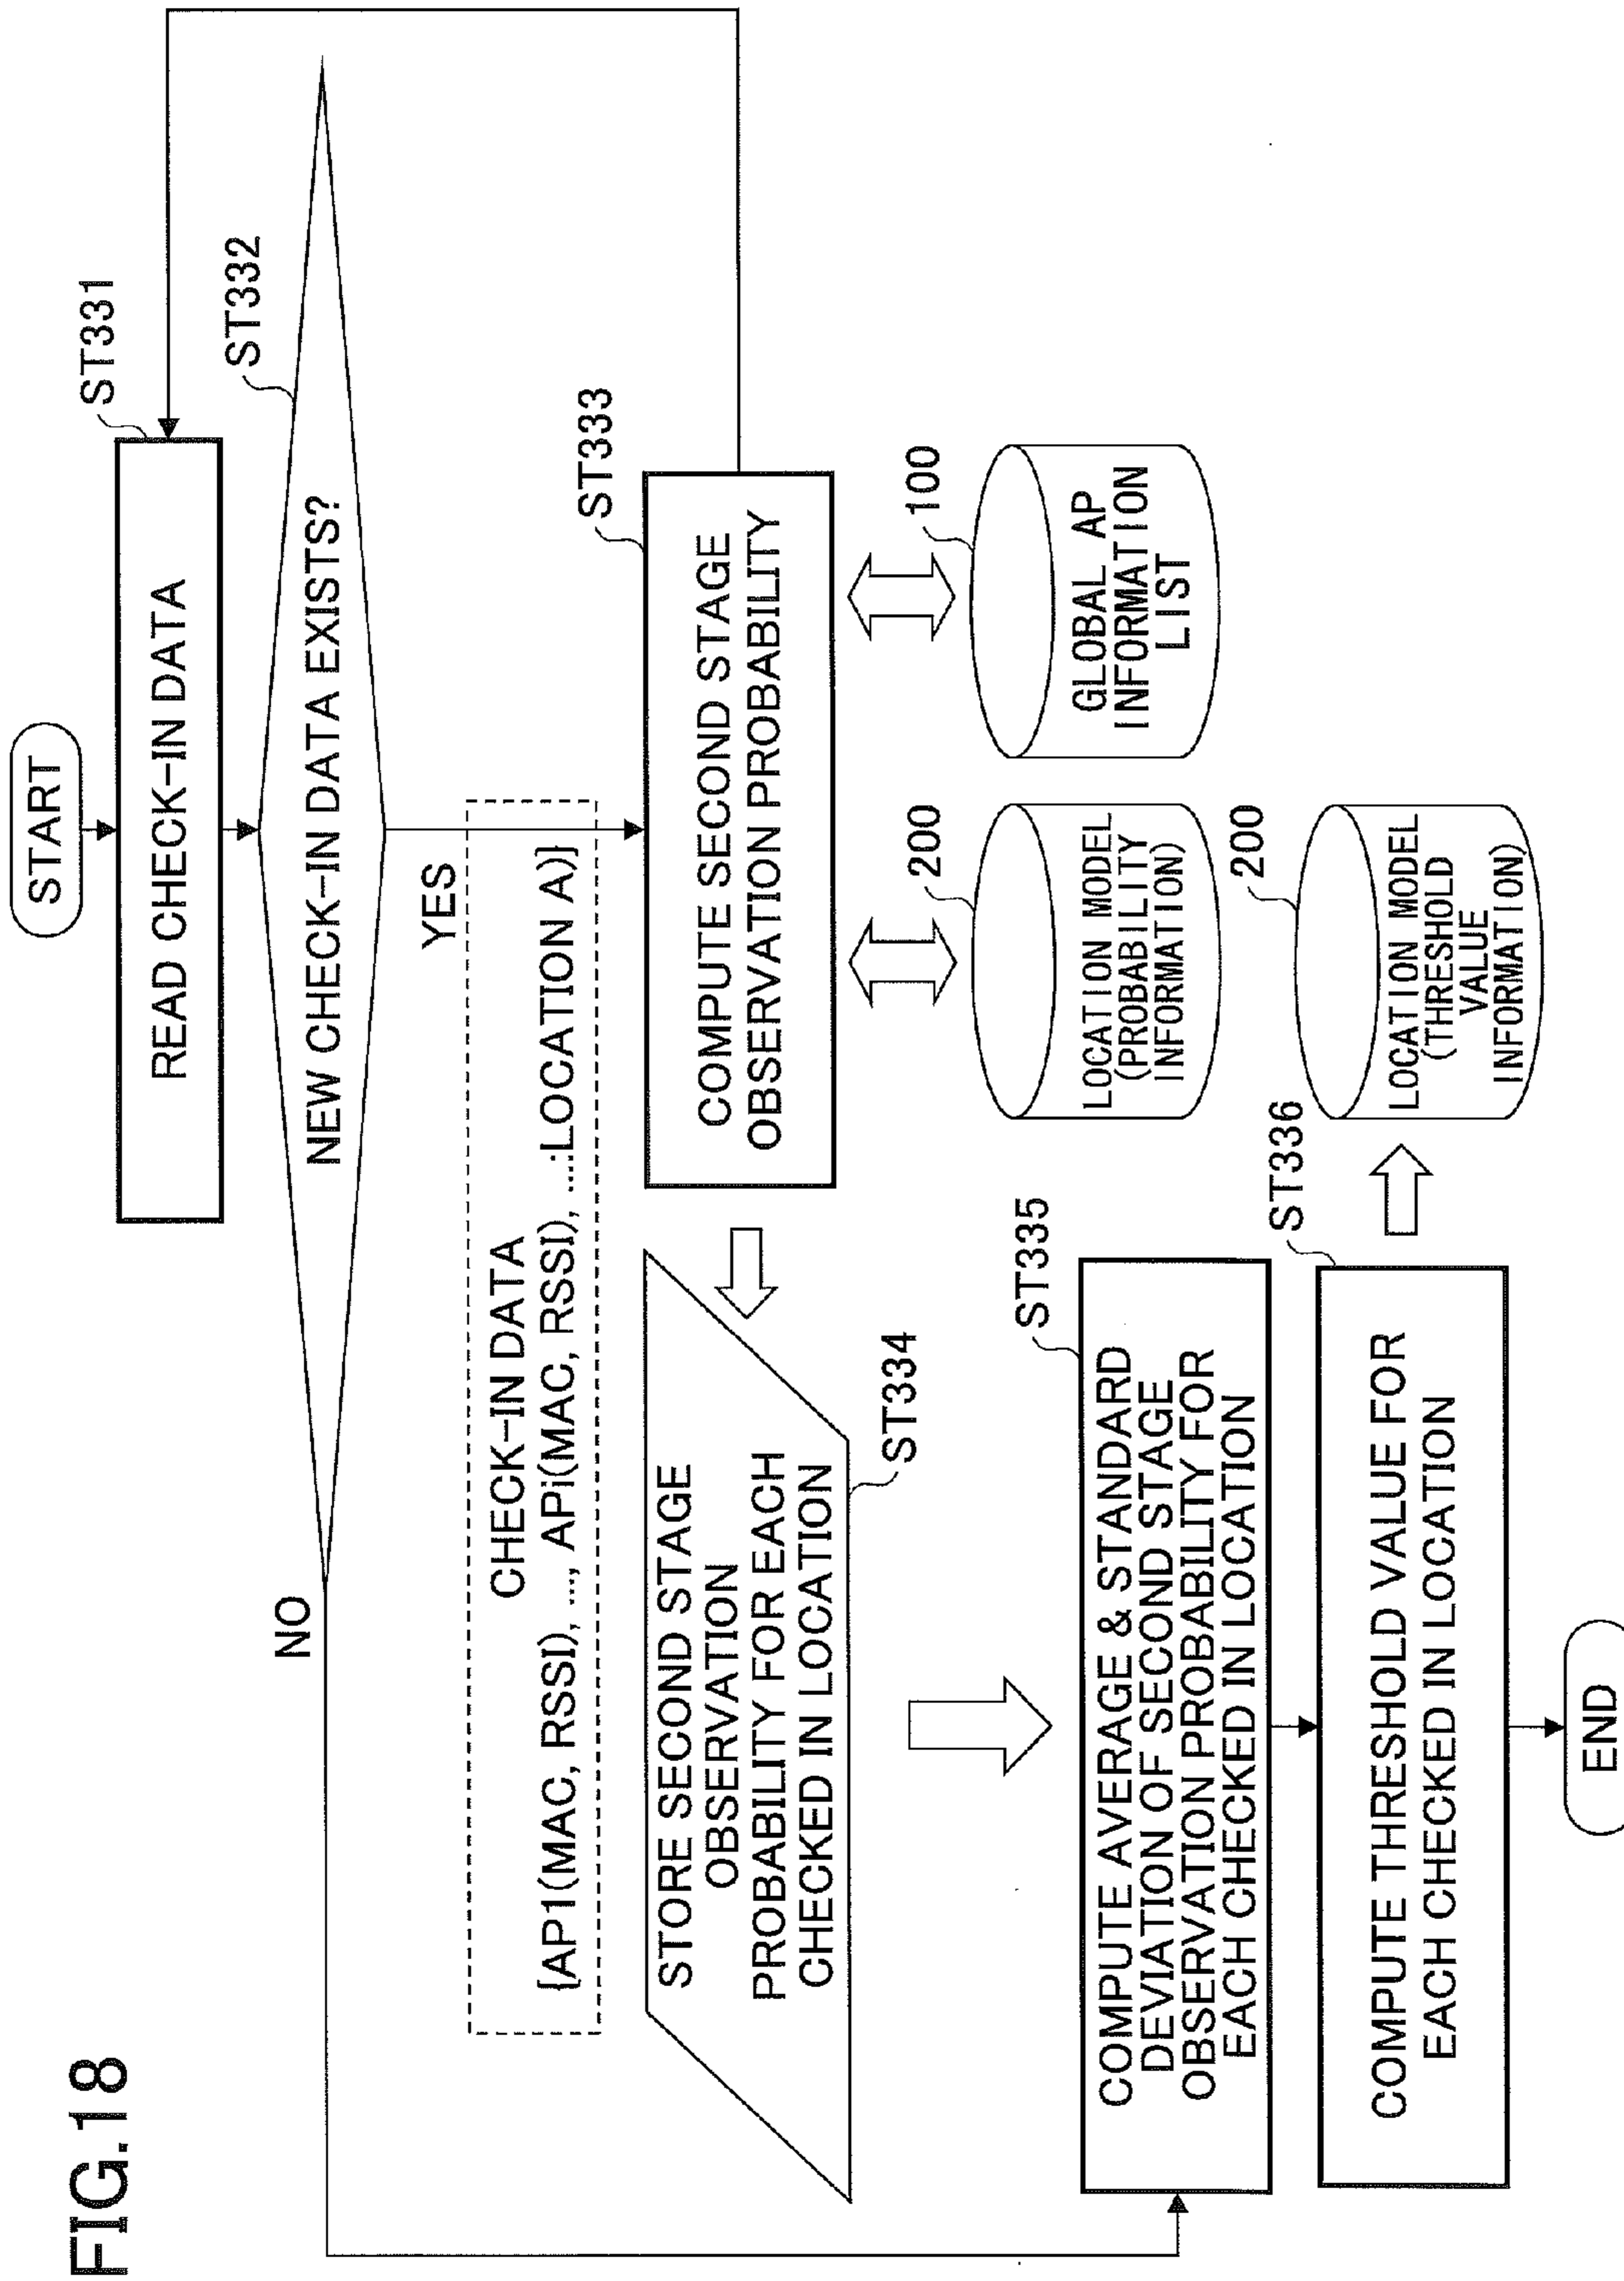 FIG.18
START
ST331
READ CHECK-IN DATA
ST332
NEW CHECK-IN DATA EXISTS?
NO
YES
CHECK-IN DATA
{AP1(MAC, RSSI), ..., APi(MAC, RSSI), ...:LOCATION A)}
ST333
COMPUTE SECOND STAGE
OBSERVATION PROBABILITY
STORE SECOND STAGE
OBSERVATION
PROBABILITY FOR EACH
CHECKED IN LOCATION
ST334
200
LOCATION MODEL
(PROBABILITY
INFORMATION)
100
GLOBAL AP
INFORMATION
LIST
ST335
COMPUTE AVERAGE & STANDARD
DEVIATION OF SECOND STAGE
OBSERVATION PROBABILITY FOR
EACH CHECKED IN LOCATION
ST336
COMPUTE THRESHOLD VALUE FOR
EACH CHECKED IN LOCATION
200
LOCATION MODEL
(THRESHOLD
VALUE
INFORMATION)
END